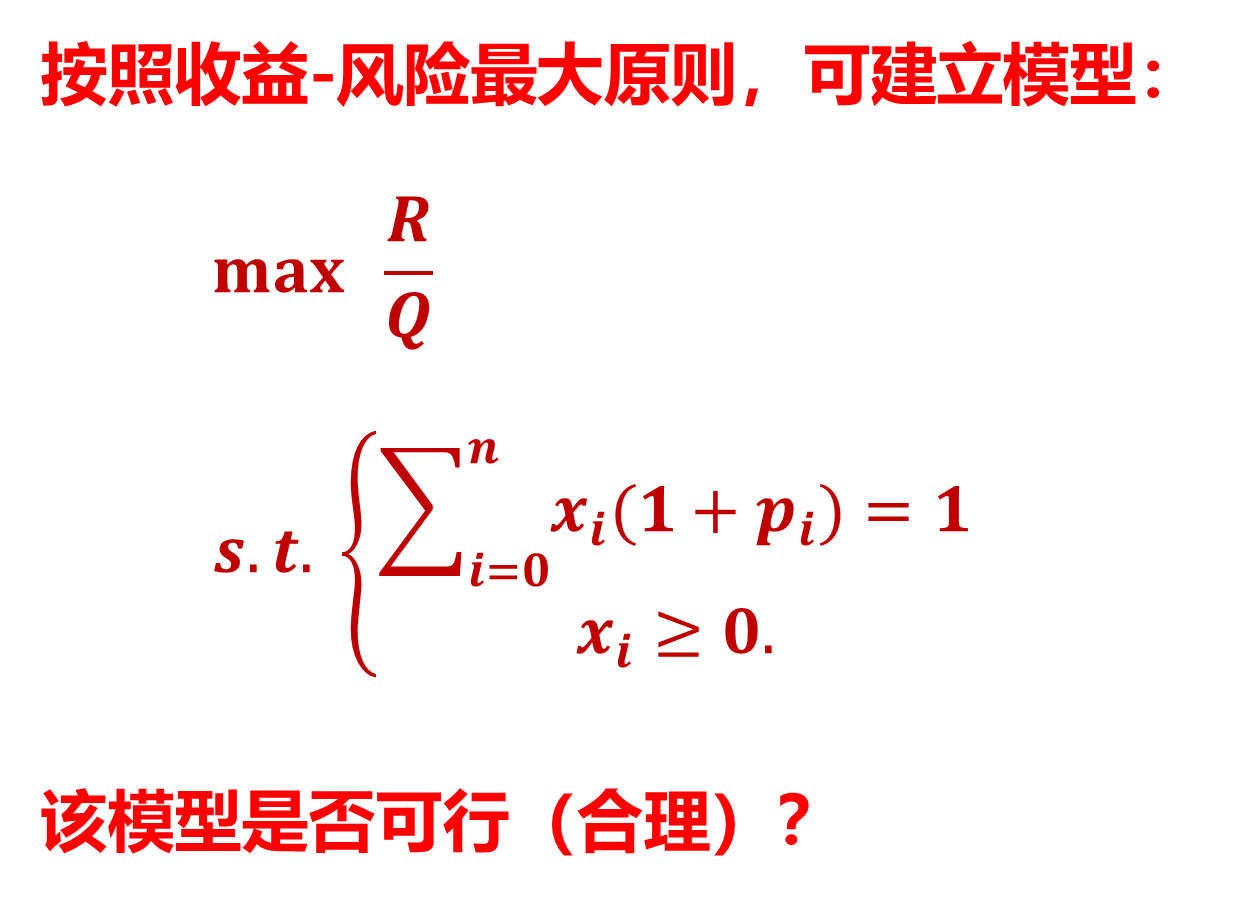 按照收益-风险最大原则，可建立模型：
max R/Q
s.t. { ∑_{i=0}^{n} x_i(1 + p_i) = 1
x_i ≥ 0.
该模型是否可行（合理）？